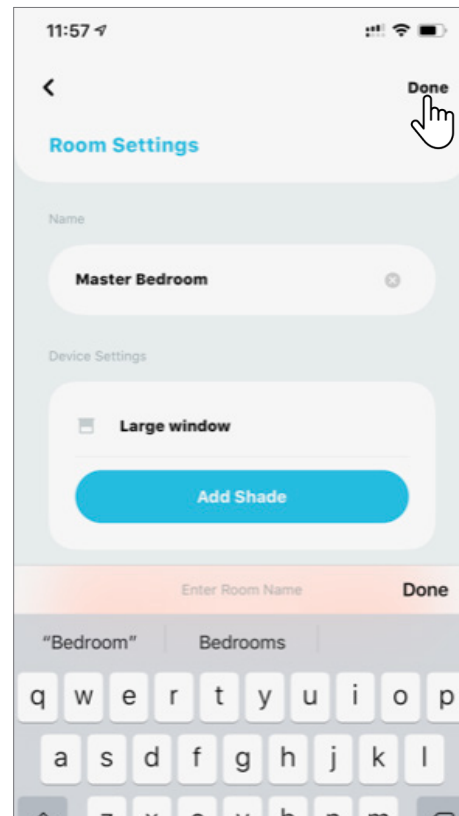 11:57
Done
Room Settings
Name
Master Bedroom
Device Settings
Large window
Add Shade
Enter Room Name Done
“Bedroom” Bedrooms
q w e r t y u i o p
a s d f g h j k l
z x c v b n m